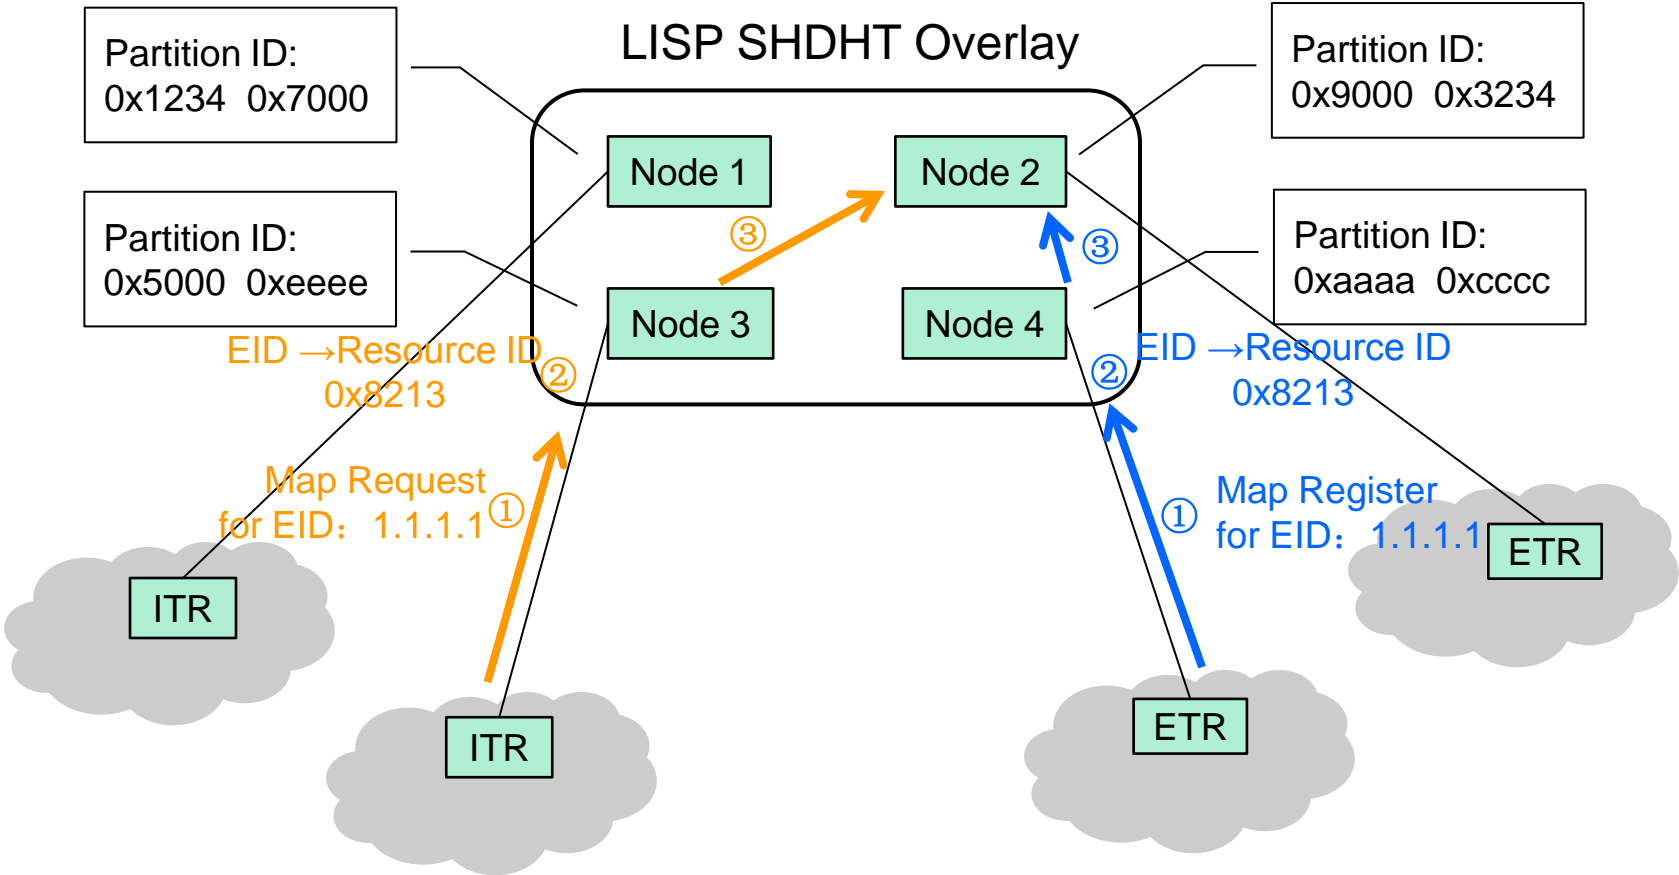 LISP SHDHT Overlay
Partition ID:
0x1234  0x7000
Partition ID:
0x9000  0x3234
Node 1
Node 2
Partition ID:
0x5000  0xeeee
③
③
Partition ID:
0xaaaa  0xcccc
Node 3
Node 4
EID →Resource ID
0x8213
②
②
EID →Resource ID
0x8213
Map Request
for EID： 1.1.1.1
①
①
Map Register
for EID： 1.1.1.1
ETR
ITR
ITR
ETR